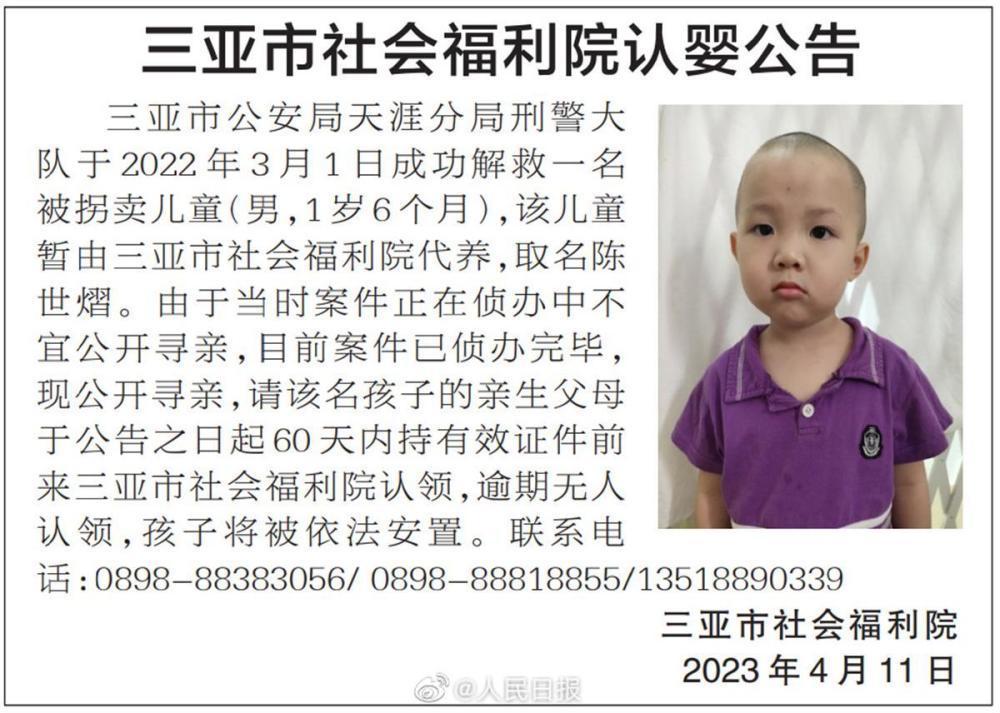 三亚市社会福利院认婴公告
三亚市公安局天涯分局刑警大
队于2022年3月1日成功解救一名
被拐卖儿童(男,1岁6个月),该儿童
暂由三亚市社会福利院代养,取名陈
世熠。由于当时案件正在侦办中不
宜公开寻亲,目前案件已侦办完毕,
现公开寻亲,请该名孩子的亲生父母
于公告之日起60天内持有效证件前
来三亚市社会福利院认领,逾期无人
认领,孩子将被依法安置。联系电
话:0898-88383056/ 0898-88818855/13518890339
三亚市社会福利院
2023年4月11日
@人民日报